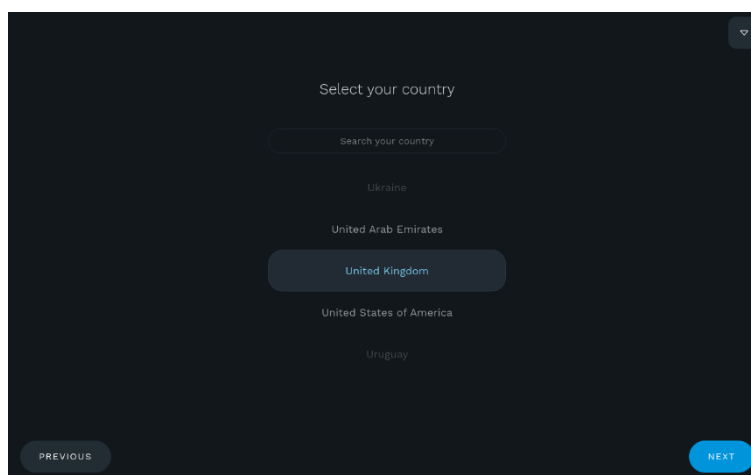 Select your country
Search your country
Ukraine
United Arab Emirates
United Kingdom
United States of America
Uruguay
PREVIOUS
NEXT